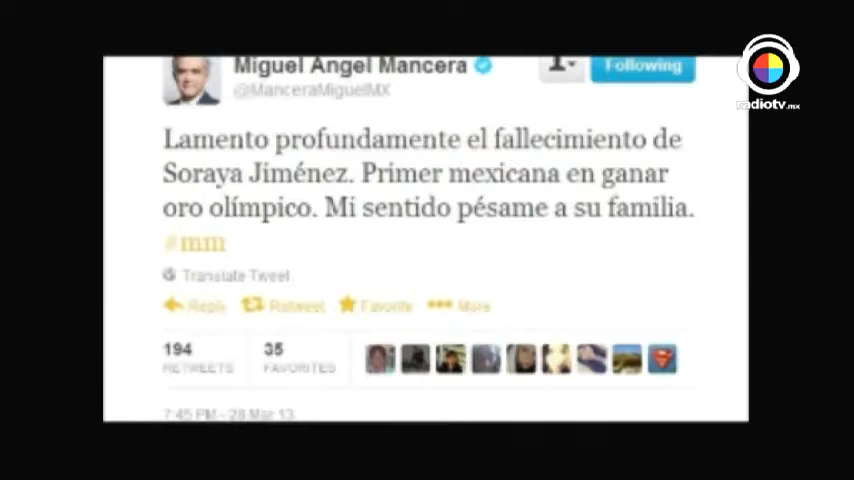 radiotv.mx
Miguel Ángel Mancera
Following
@ManceraMiguelMX
Lamento profundamente el fallecimiento de
Soraya Jiménez. Primer mexicana en ganar
oro olímpico. Mi sentido pésame a su familia.
#mm
Translate Tweet
Reply Retweet Favorite More
194 35
RETWEETS FAVORITES
7:45 PM - 28 Mar 13